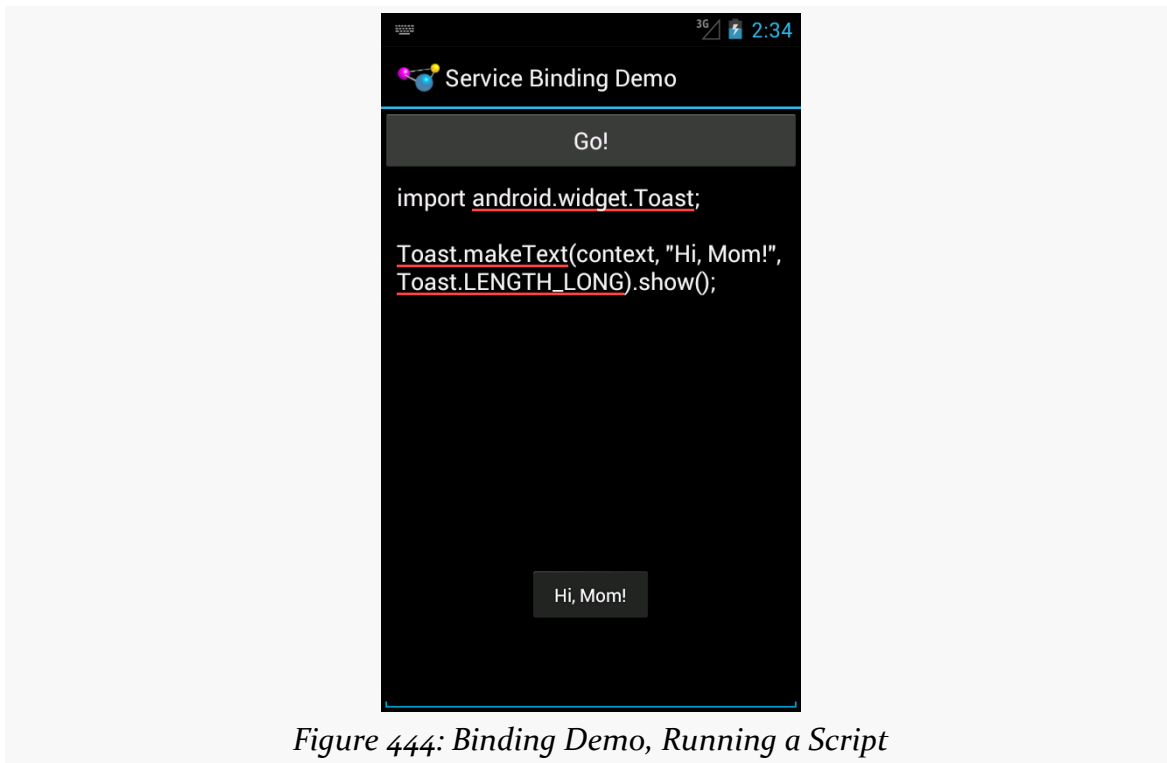 3G 2:34
Service Binding Demo
Go!
import android.widget.Toast;
Toast.makeText(context, "Hi, Mom!",
Toast.LENGTH_LONG).show();
Hi, Mom!
Figure 444: Binding Demo, Running a Script